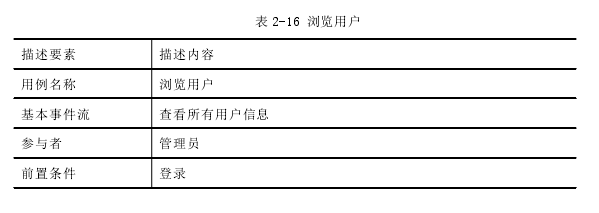 表 2-16 浏览用户
描述要素 描述内容
用例名称 浏览用户
基本事件流 查看所有用户信息
参与者 管理员
前置条件 登录